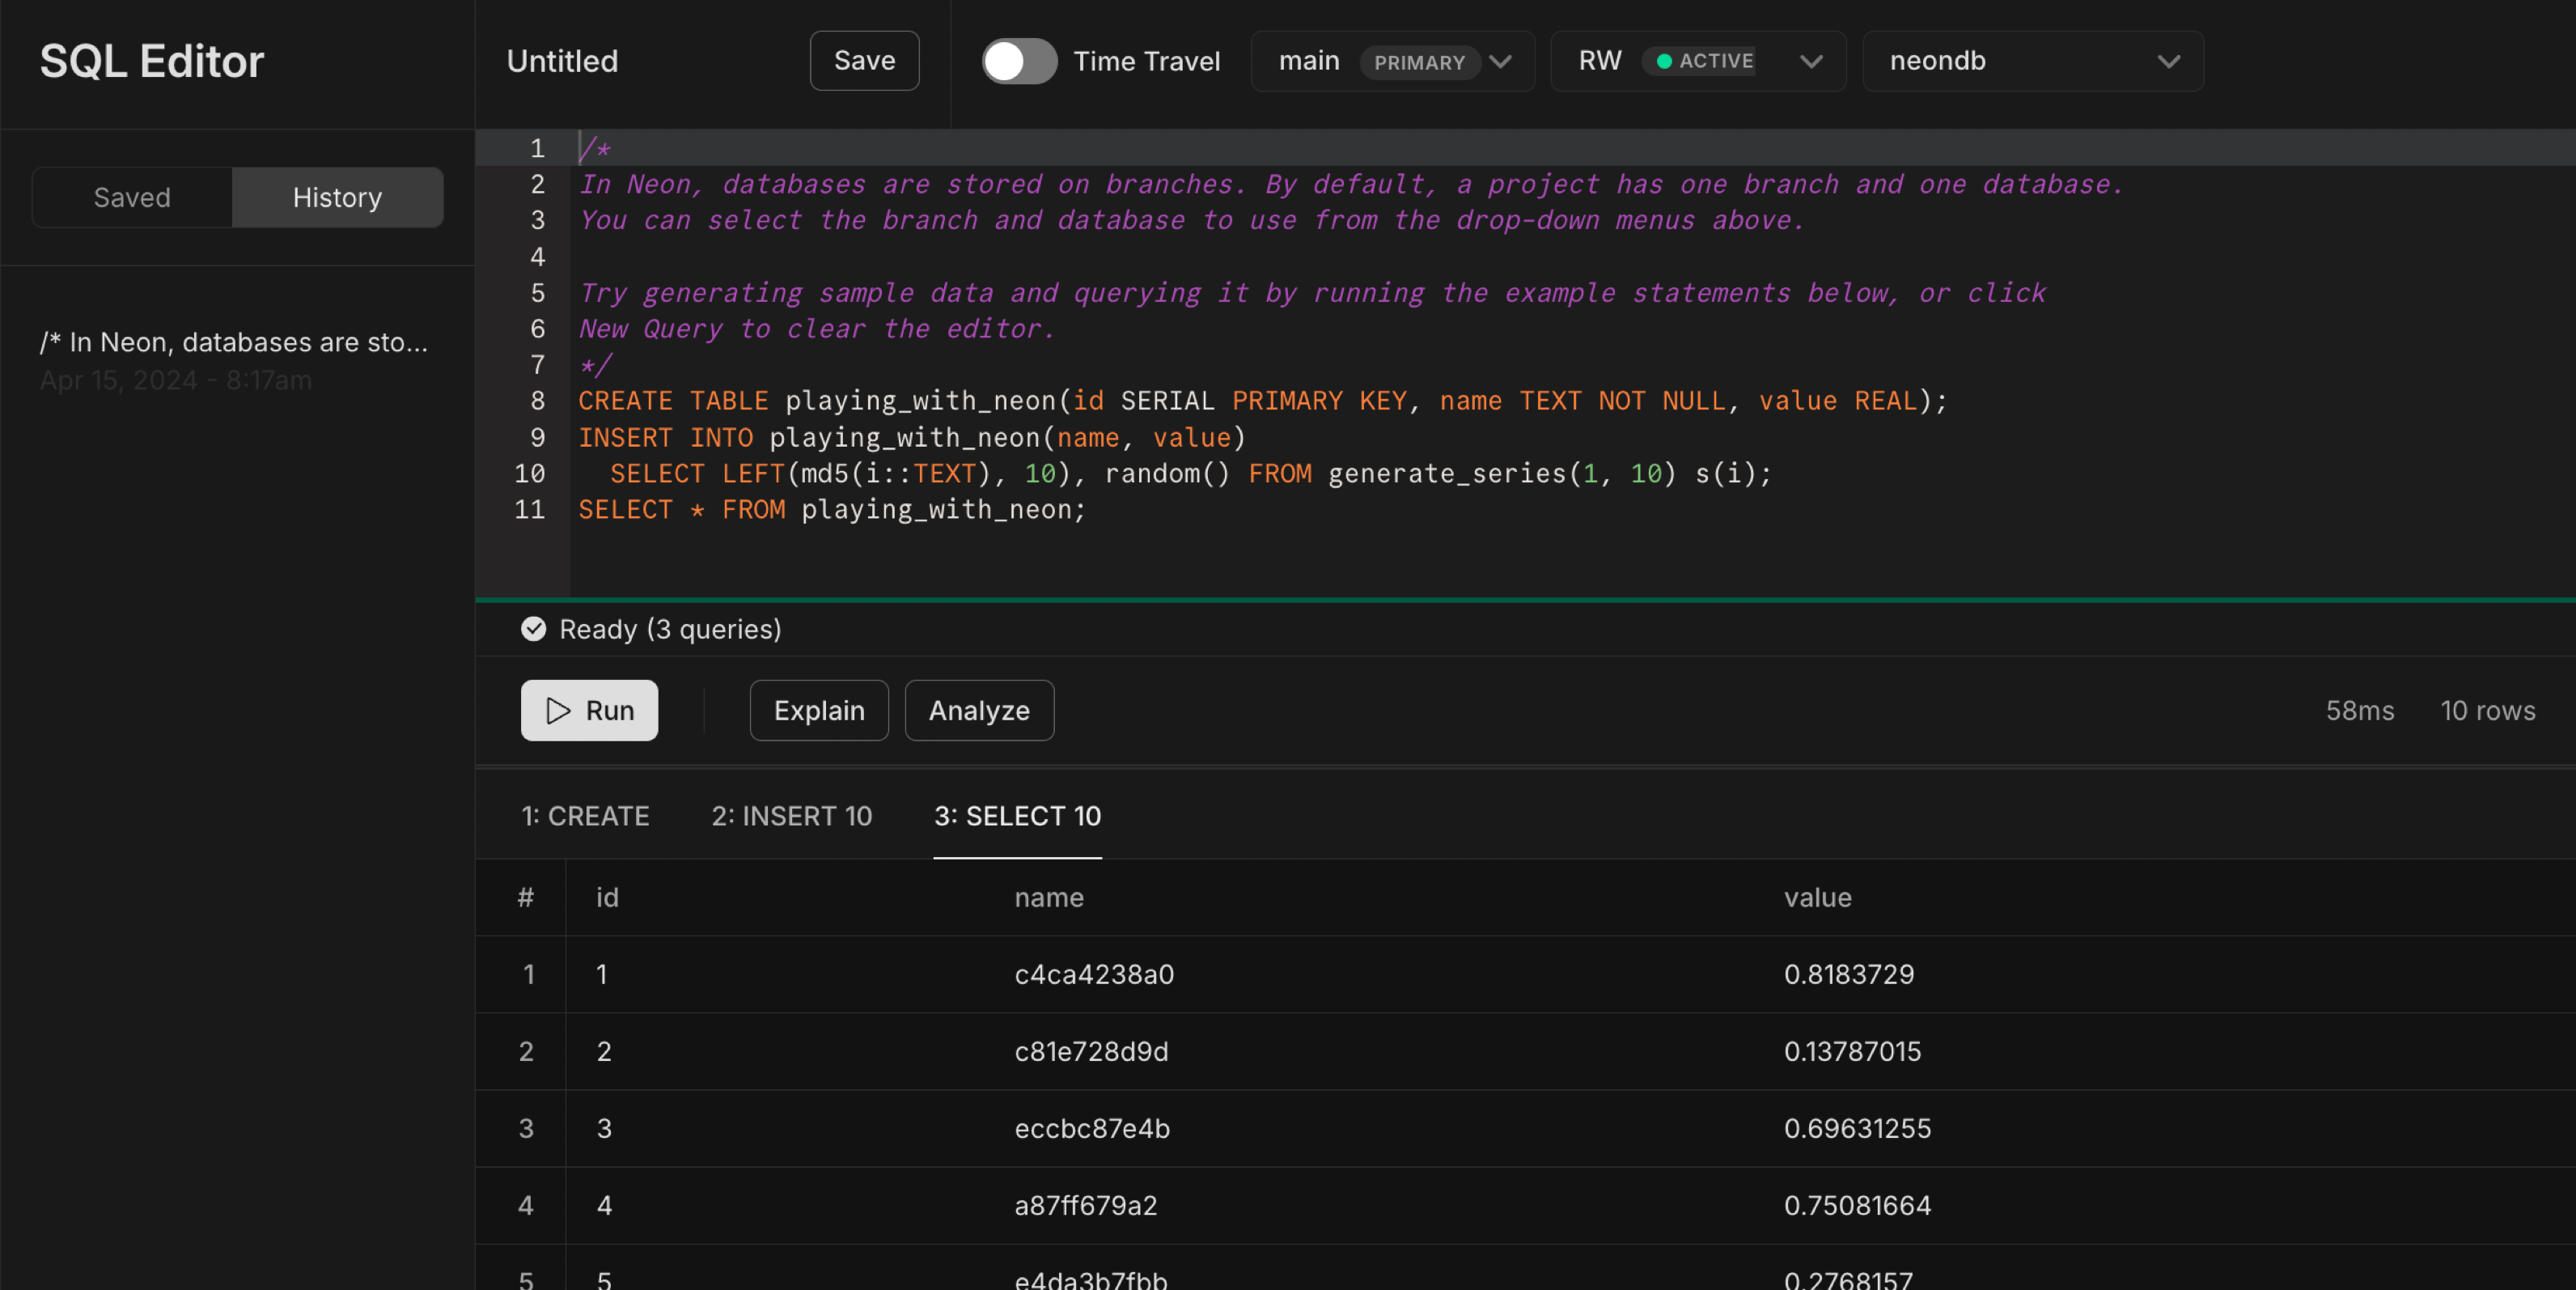 SQL Editor
Untitled
Save
Time Travel
main PRIMARY
RW ACTIVE
neondb
Saved
History
/* In Neon, databases are sto...
Apr 15, 2024 - 8:17am
1 /*
2 In Neon, databases are stored on branches. By default, a project has one branch and one database.
3 You can select the branch and database to use from the drop-down menus above.
4
5 Try generating sample data and querying it by running the example statements below, or click
6 New Query to clear the editor.
7 */
8 CREATE TABLE playing_with_neon(id SERIAL PRIMARY KEY, name TEXT NOT NULL, value REAL);
9 INSERT INTO playing_with_neon(name, value)
10   SELECT LEFT(md5(i::TEXT), 10), random() FROM generate_series(1, 10) s(i);
11 SELECT * FROM playing_with_neon;
Ready (3 queries)
Run
Explain
Analyze
58ms
10 rows
1: CREATE
2: INSERT 10
3: SELECT 10
# id name value
1 1 c4ca4238a0 0.8183729
2 2 c81e728d9d 0.13787015
3 3 eccbc87e4b 0.69631255
4 4 a87ff679a2 0.75081664
5 5 e4da3b7fbb 0.2768157